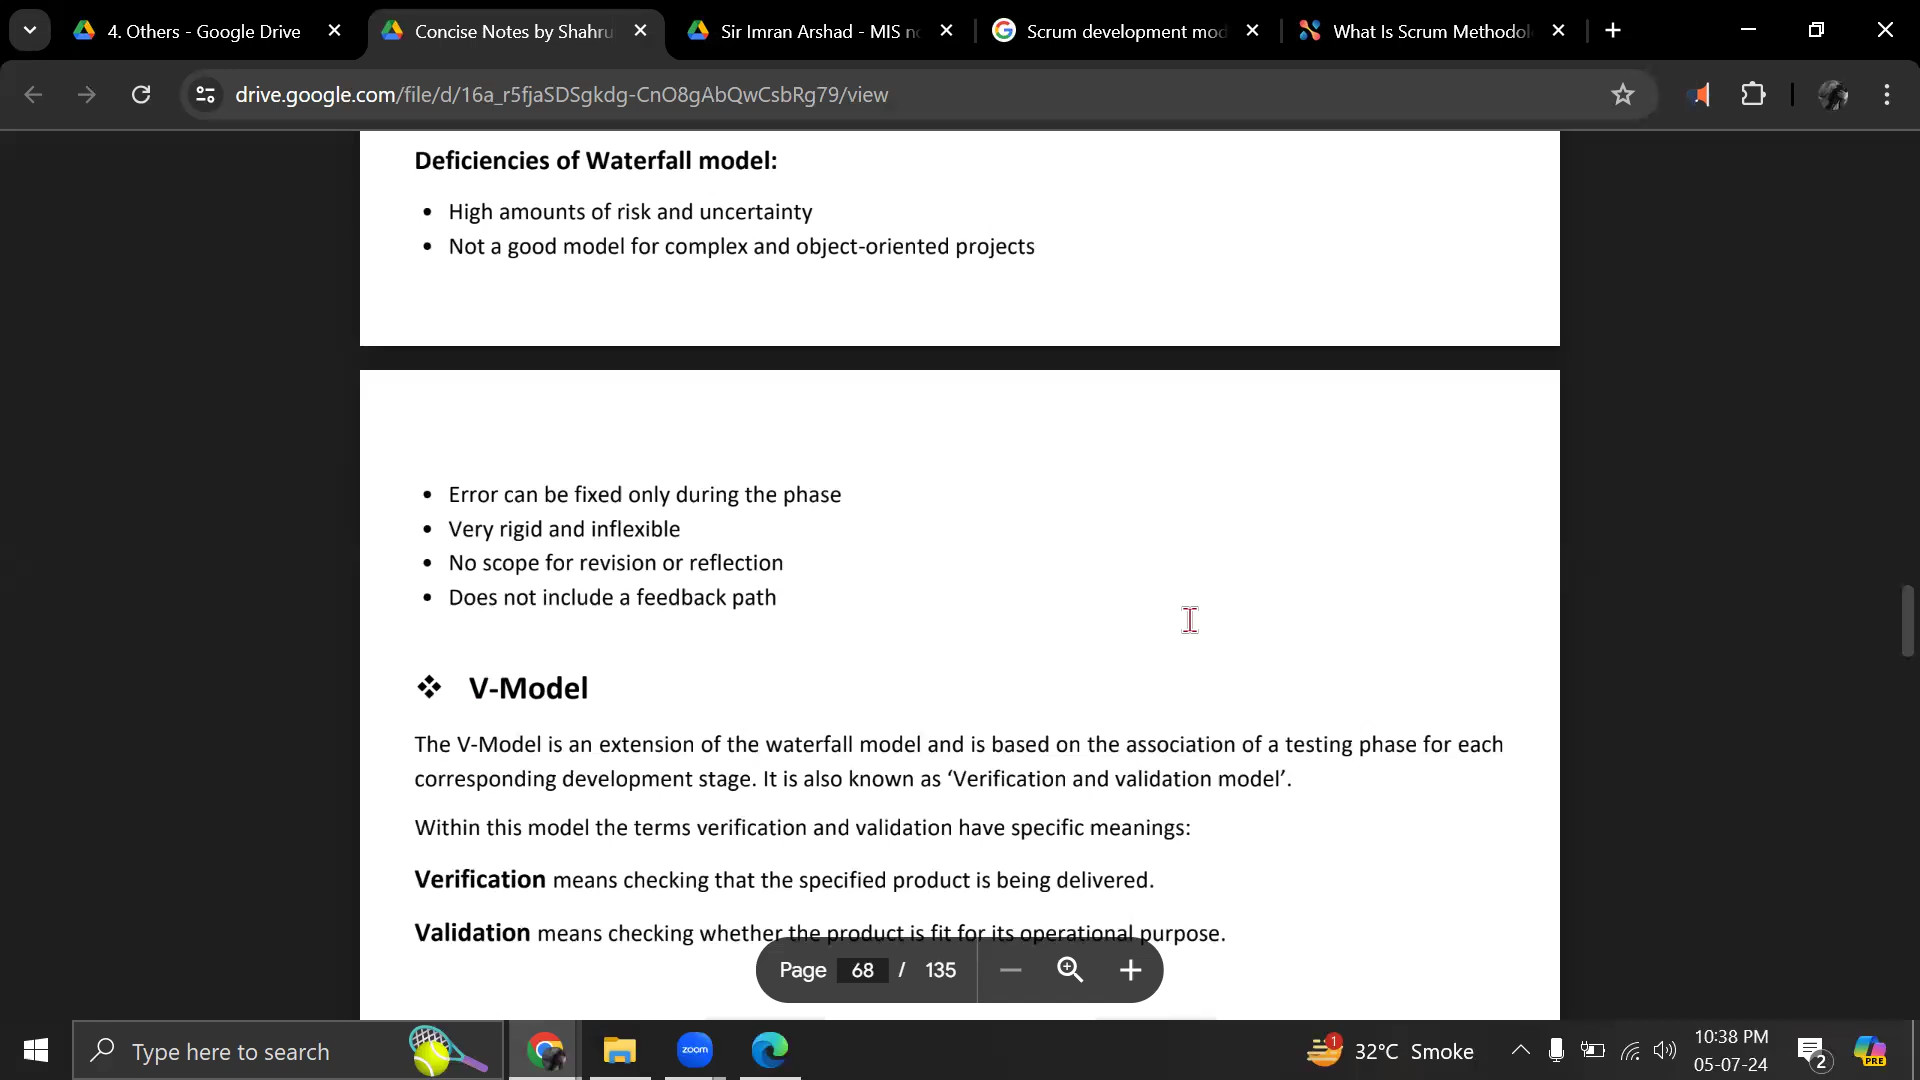 4. Others - Google Drive
Concise Notes by Shahru
Sir Imran Arshad - MIS no
Scrum development mod
What Is Scrum Methodol
drive.google.com/file/d/16a_r5fjaSDSgkdg-CnO8gAbQwCsbRg79/view
Deficiencies of Waterfall model:
• High amounts of risk and uncertainty
• Not a good model for complex and object-oriented projects
• Error can be fixed only during the phase
• Very rigid and inflexible
• No scope for revision or reflection
• Does not include a feedback path
❖ V-Model
The V-Model is an extension of the waterfall model and is based on the association of a testing phase for each
corresponding development stage. It is also known as ‘Verification and validation model’.
Within this model the terms verification and validation have specific meanings:
Verification means checking that the specified product is being delivered.
Validation means checking whether the product is fit for its operational purpose.
Page 68 / 135
Type here to search
zoom
1
32°C Smoke
10:38 PM
05-07-24
2
PRE